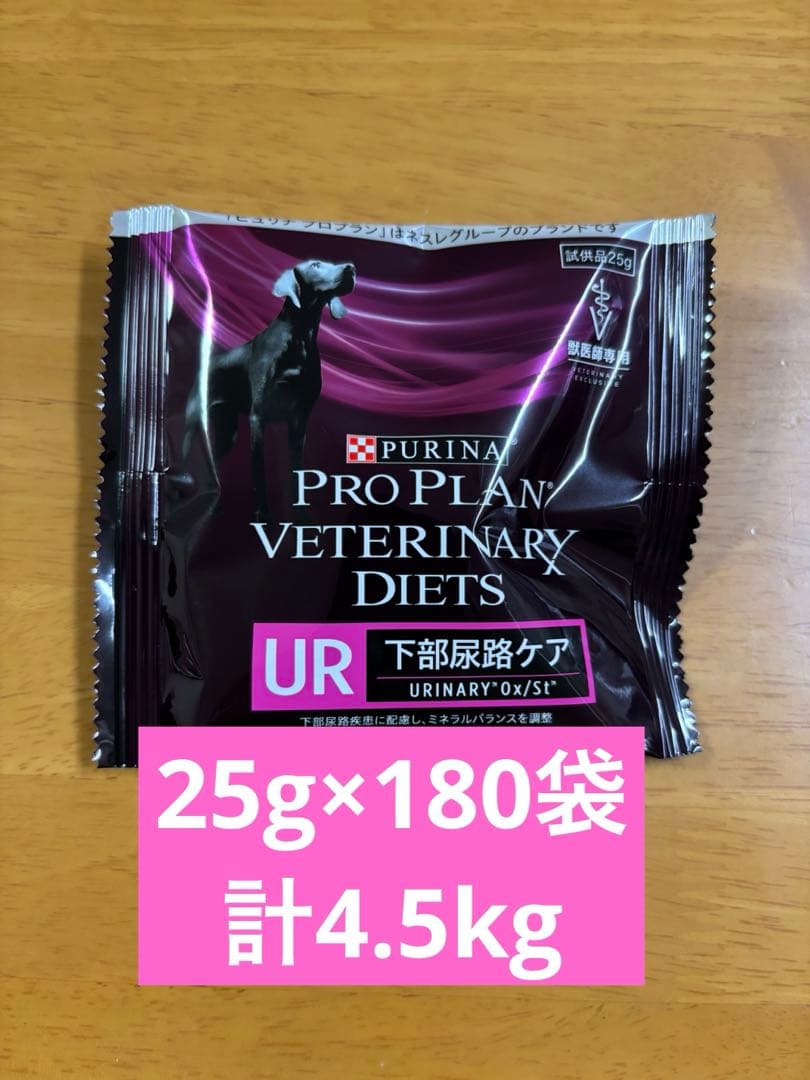 「ピュリナ プロプラン」はネスレグループのブランドです
試供品25g
獣医師専用
VETERINARY
EXCLUSIVE
PURINA®
PRO PLAN®
VETERINARY
DIETS
UR
下部尿路ケア
URINARY™ Ox/St™
下部尿路疾患に配慮し、ミネラルバランスを調整
25g×180袋
計4.5kg